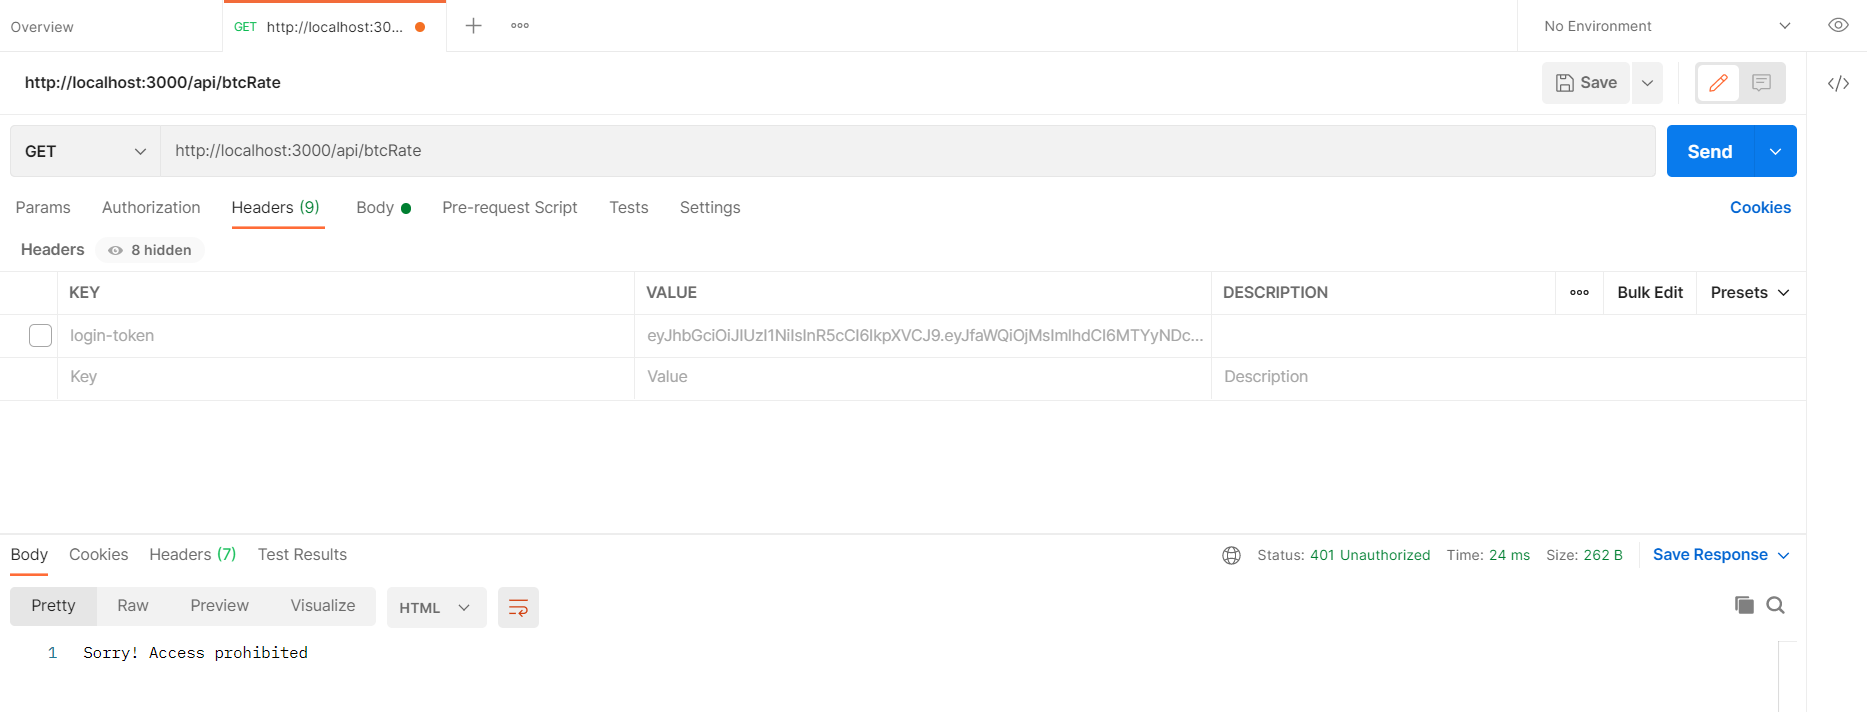 Overview
GET http://localhost:30...
No Environment
http://localhost:3000/api/btcRate
Save
GET
http://localhost:3000/api/btcRate
Send
Params Authorization Headers (9) Body Pre-request Script Tests Settings
Cookies
Headers 8 hidden
KEY VALUE DESCRIPTION
Bulk Edit Presets
login-token eyJhbGciOiJIUzI1NiIsInR5cCI6IkpXVCJ9.eyJfaWQiOjMsImlhdCI6MTYyNDc...
Key Value Description
Body Cookies Headers (7) Test Results
Status: 401 Unauthorized Time: 24 ms Size: 262 B
Save Response
Pretty Raw Preview Visualize HTML
1 Sorry! Access prohibited